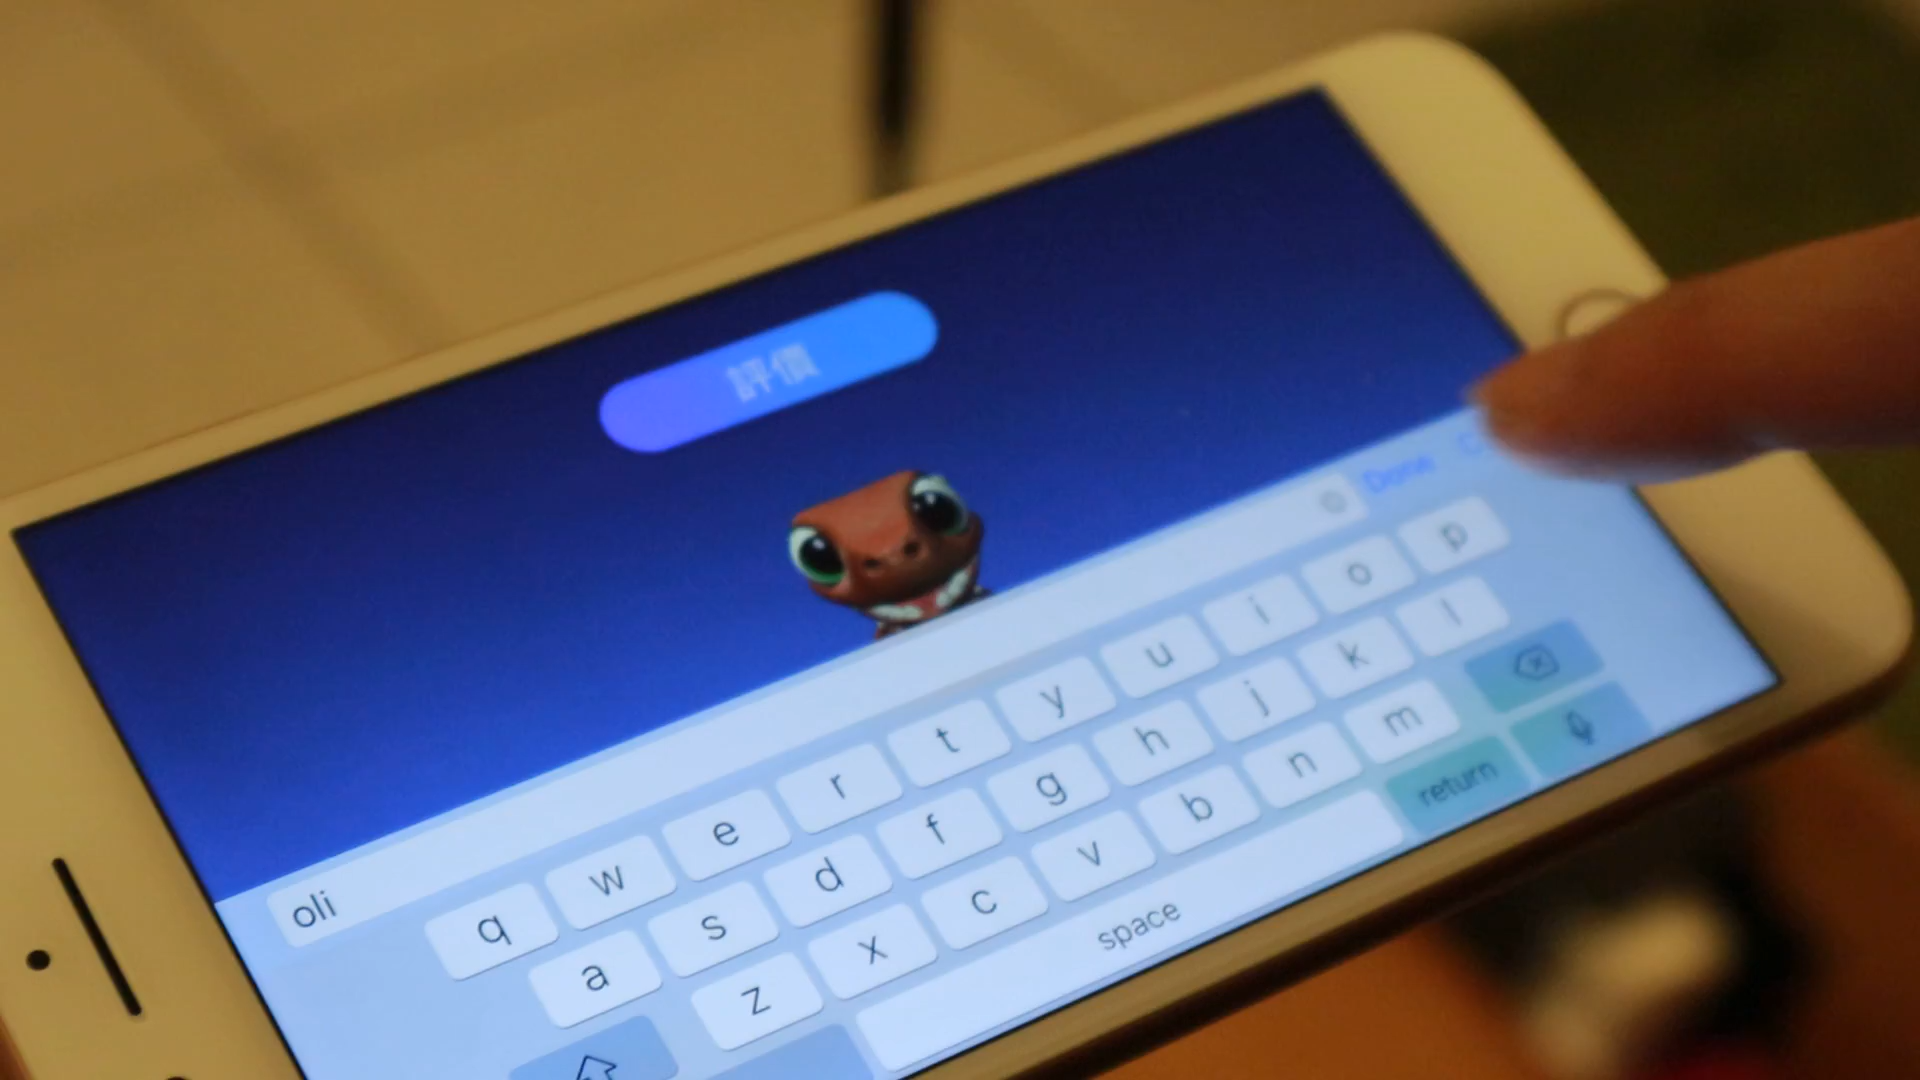 評價
oli
Done
q w e r t y u i o p
a s d f g h j k l
z x c v b n m
space return